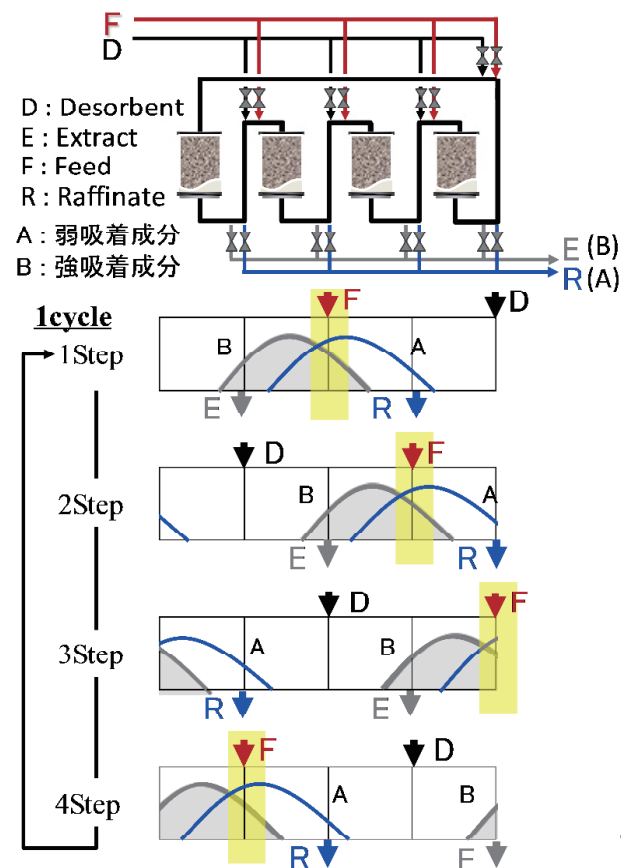 F
D
D : Desorbent
E : Extract
F : Feed
R : Raffinate
A : 弱吸着成分
B : 強吸着成分
E (B)
R (A)
1cycle
F
D
1Step
B
A
E
R
D
F
2Step
B
A
E
R
D
F
3Step
A
B
R
E
F
D
4Step
A
B
R
E